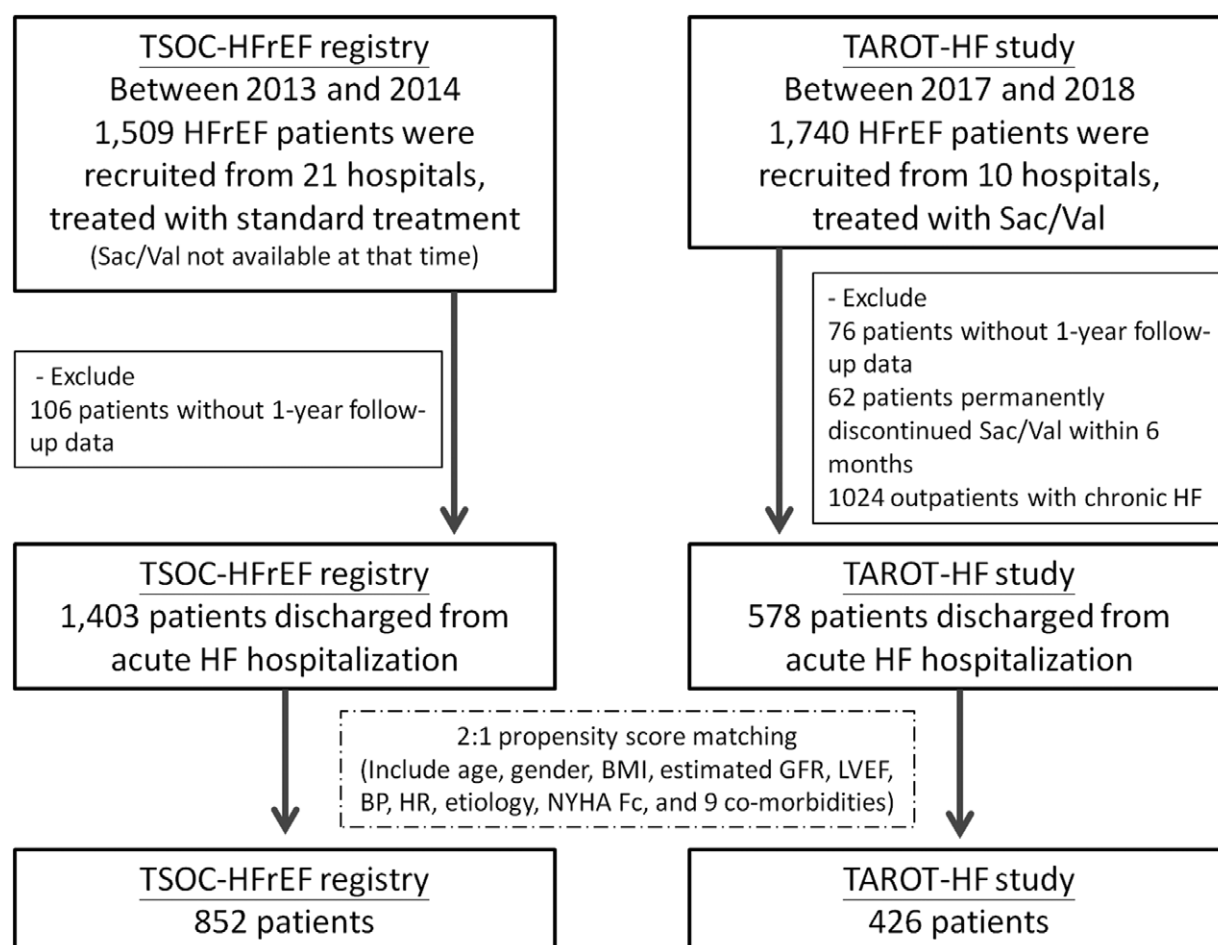 TSOC-HFrEF registry
Between 2013 and 2014
1,509 HFrEF patients were
recruited from 21 hospitals,
treated with standard treatment
(Sac/Val not available at that time)
TAROT-HF study
Between 2017 and 2018
1,740 HFrEF patients were
recruited from 10 hospitals,
treated with Sac/Val
- Exclude
106 patients without 1-year follow-
up data
- Exclude
76 patients without 1-year follow-
up data
62 patients permanently
discontinued Sac/Val within 6
months
1024 outpatients with chronic HF
TSOC-HFrEF registry
1,403 patients discharged from
acute HF hospitalization
TAROT-HF study
578 patients discharged from
acute HF hospitalization
2:1 propensity score matching
(Include age, gender, BMI, estimated GFR, LVEF,
BP, HR, etiology, NYHA Fc, and 9 co-morbidities)
TSOC-HFrEF registry
852 patients
TAROT-HF study
426 patients